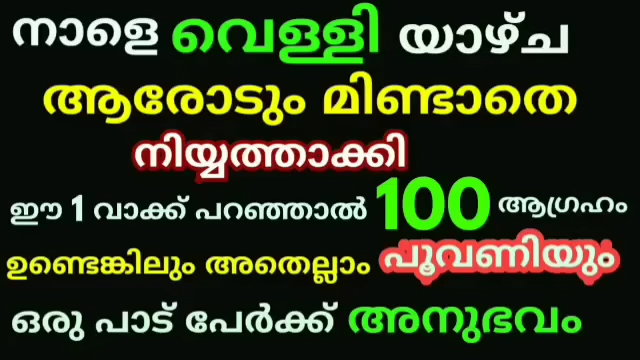 നാളെ വെള്ളി യാഴ്ച
ആരോടും മിണ്ടാതെ
നിയ്യത്താക്കി
ഈ 1 വാക്ക് പറഞ്ഞാൽ 100 ആഗ്രഹം
ഉണ്ടെങ്കിലും അതെല്ലാം പൂവണിയും
ഒരു പാട് പേർക്ക് അനുഭവം